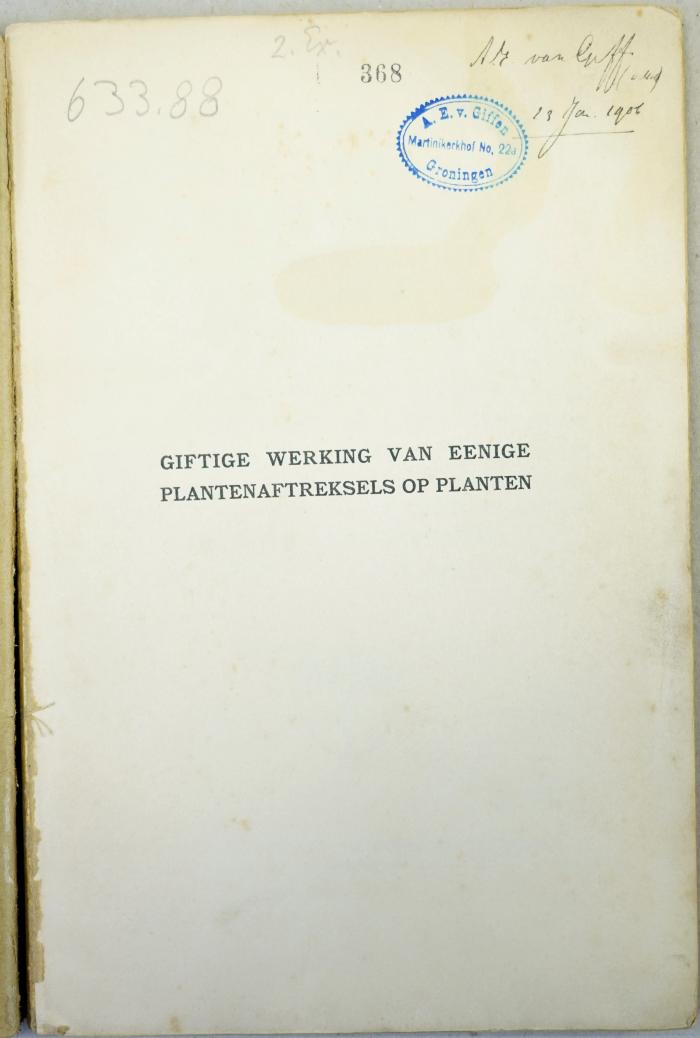 2. Ex.
633.88
368
van
23 Jan. 1906
A. E. v. Giffen
Martinikerkhof No. 22a
Groningen
GIFTIGE WERKING VAN EENIGE
PLANTENAFTREKSELS OP PLANTEN